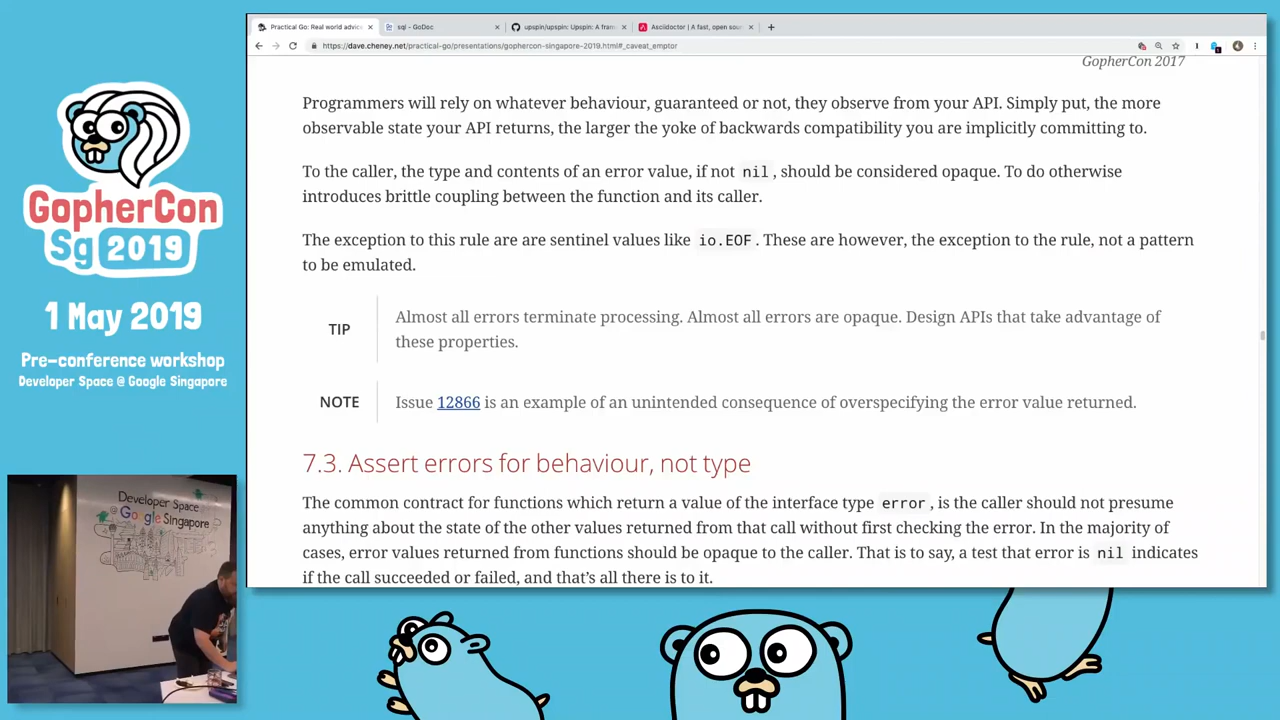 Practical Go: Real world advic
sql - GoDoc
upspin/upspin: Upspin: A fram
Asciidoctor | A fast, open sou
https://dave.cheney.net/practical-go/presentations/gophercon-singapore-2019.html#_caveat_emptor
GopherCon 2017
Programmers will rely on whatever behaviour, guaranteed or not, they observe from your API. Simply put, the more
observable state your API returns, the larger the yoke of backwards compatibility you are implicitly committing to.
To the caller, the type and contents of an error value, if not nil, should be considered opaque. To do otherwise
introduces brittle coupling between the function and its caller.
The exception to this rule are are sentinel values like io.EOF. These are however, the exception to the rule, not a pattern
to be emulated.
TIP
Almost all errors terminate processing. Almost all errors are opaque. Design APIs that take advantage of
these properties.
NOTE
Issue 12866 is an example of an unintended consequence of overspecifying the error value returned.
7.3. Assert errors for behaviour, not type
The common contract for functions which return a value of the interface type error, is the caller should not presume
anything about the state of the other values returned from that call without first checking the error. In the majority of
cases, error values returned from functions should be opaque to the caller. That is to say, a test that error is nil indicates
if the call succeeded or failed, and that's all there is to it.
GopherCon
Sg 2019
1 May 2019
Pre-conference workshop
Developer Space @ Google Singapore
Developer Space
@ Google Singapore